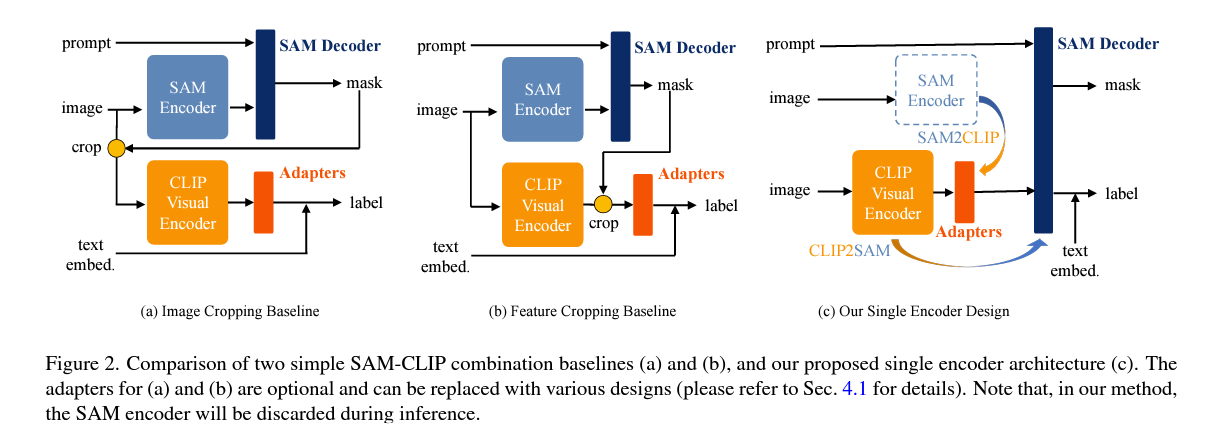 prompt
SAM Decoder
SAM
Encoder
mask
image
crop
CLIP
Visual
Encoder
Adapters
label
text
embed.
(a) Image Cropping Baseline
prompt
SAM Decoder
SAM
Encoder
mask
image
CLIP
Visual
Encoder
crop
Adapters
label
text
embed.
(b) Feature Cropping Baseline
prompt
SAM Decoder
SAM
Encoder
mask
image
SAM2CLIP
image
CLIP
Visual
Encoder
Adapters
label
CLIP2SAM
text
embed.
(c) Our Single Encoder Design
Figure 2. Comparison of two simple SAM-CLIP combination baselines (a) and (b), and our proposed single encoder architecture (c). The
adapters for (a) and (b) are optional and can be replaced with various designs (please refer to Sec. 4.1 for details). Note that, in our method,
the SAM encoder will be discarded during inference.